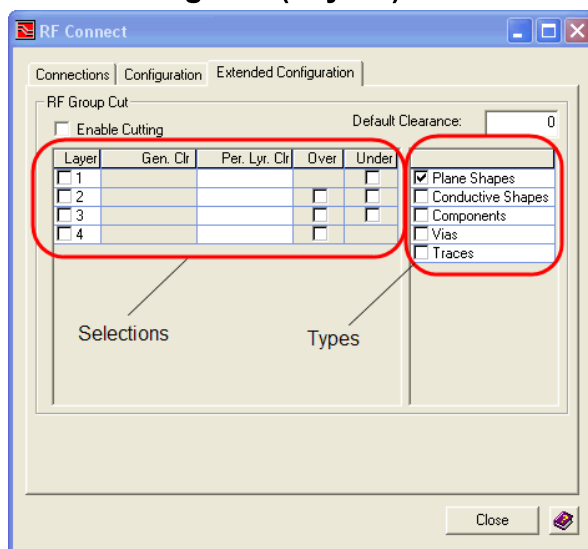 RF Connect
Connections Configuration Extended Configuration
RF Group Cut
Enable Cutting
Default Clearance: 0
Layer Gen. Clr Per. Lyr. Clr Over Under
1
2
3
4
Plane Shapes
Conductive Shapes
Components
Vias
Traces
Selections
Types
Close